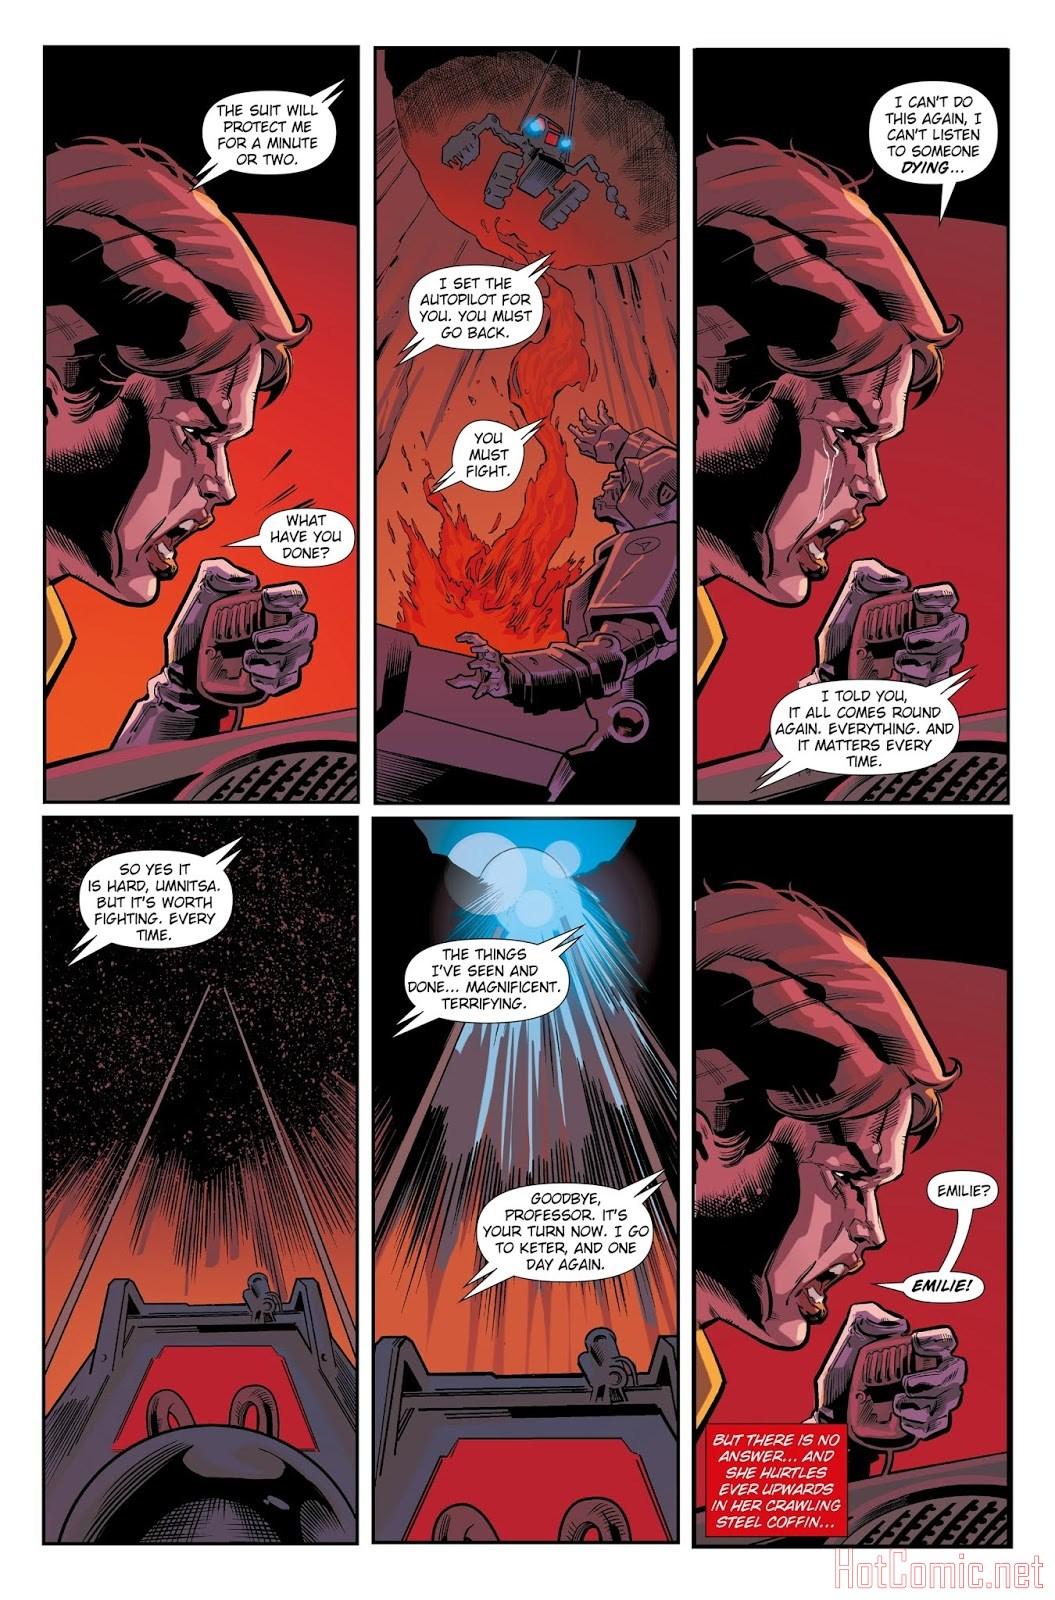 THE SUIT WILL
PROTECT ME
FOR A MINUTE
OR TWO.
WHAT
HAVE YOU
DONE?
I SET THE
AUTOPILOT FOR
YOU. YOU MUST
GO BACK.
YOU
MUST
FIGHT.
I CAN'T DO
THIS AGAIN, I
CAN'T LISTEN
TO SOMEONE
DYING...
I TOLD YOU,
IT ALL COMES ROUND
AGAIN. EVERYTHING. AND
IT MATTERS EVERY
TIME.
SO YES IT
IS HARD, UMNITSA.
BUT IT'S WORTH
FIGHTING. EVERY
TIME.
THE THINGS
I'VE SEEN AND
DONE... MAGNIFICENT.
TERRIFYING.
GOODBYE,
PROFESSOR. IT'S
YOUR TURN NOW. I GO
TO KETER, AND ONE
DAY AGAIN.
EMILIE?
EMILIE!
BUT THERE IS NO
ANSWER... AND
SHE HURTLES
EVER UPWARDS
IN HER CRAWLING
STEEL COFFIN...
HotComic.net